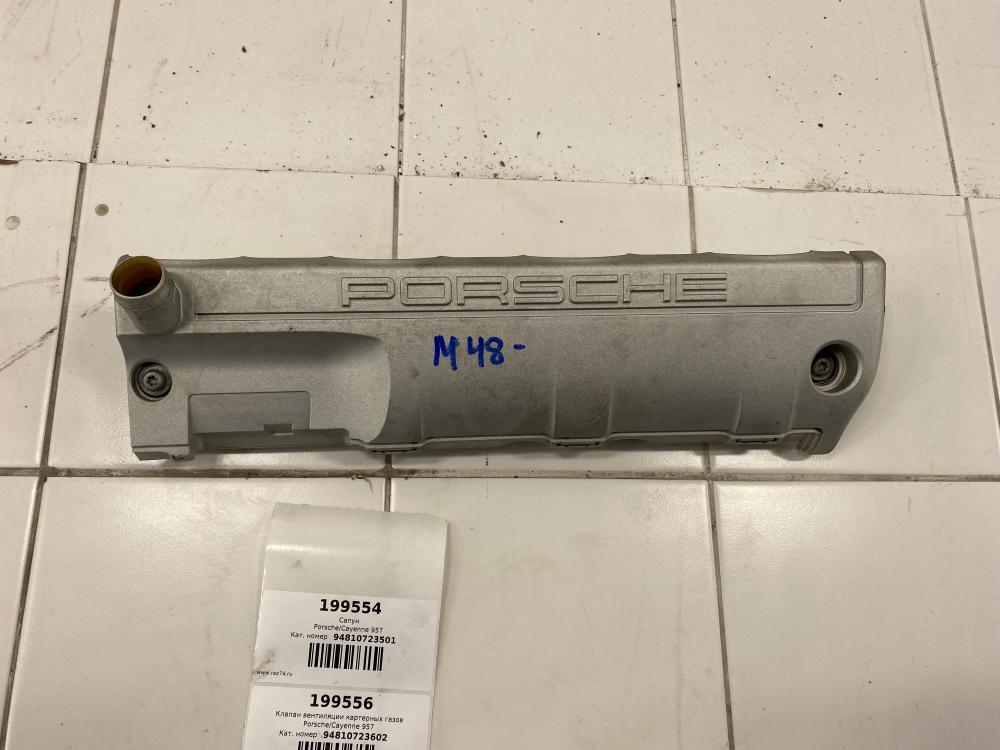 PORSCHE
M48-
199554
Сапун
Porsche/Cayenne 957
Кат. номер 94810723501
www.raz74.ru
199556
Клапан вентиляции картерных газов
Porsche/Cayenne 957
Кат. номер 94810723602